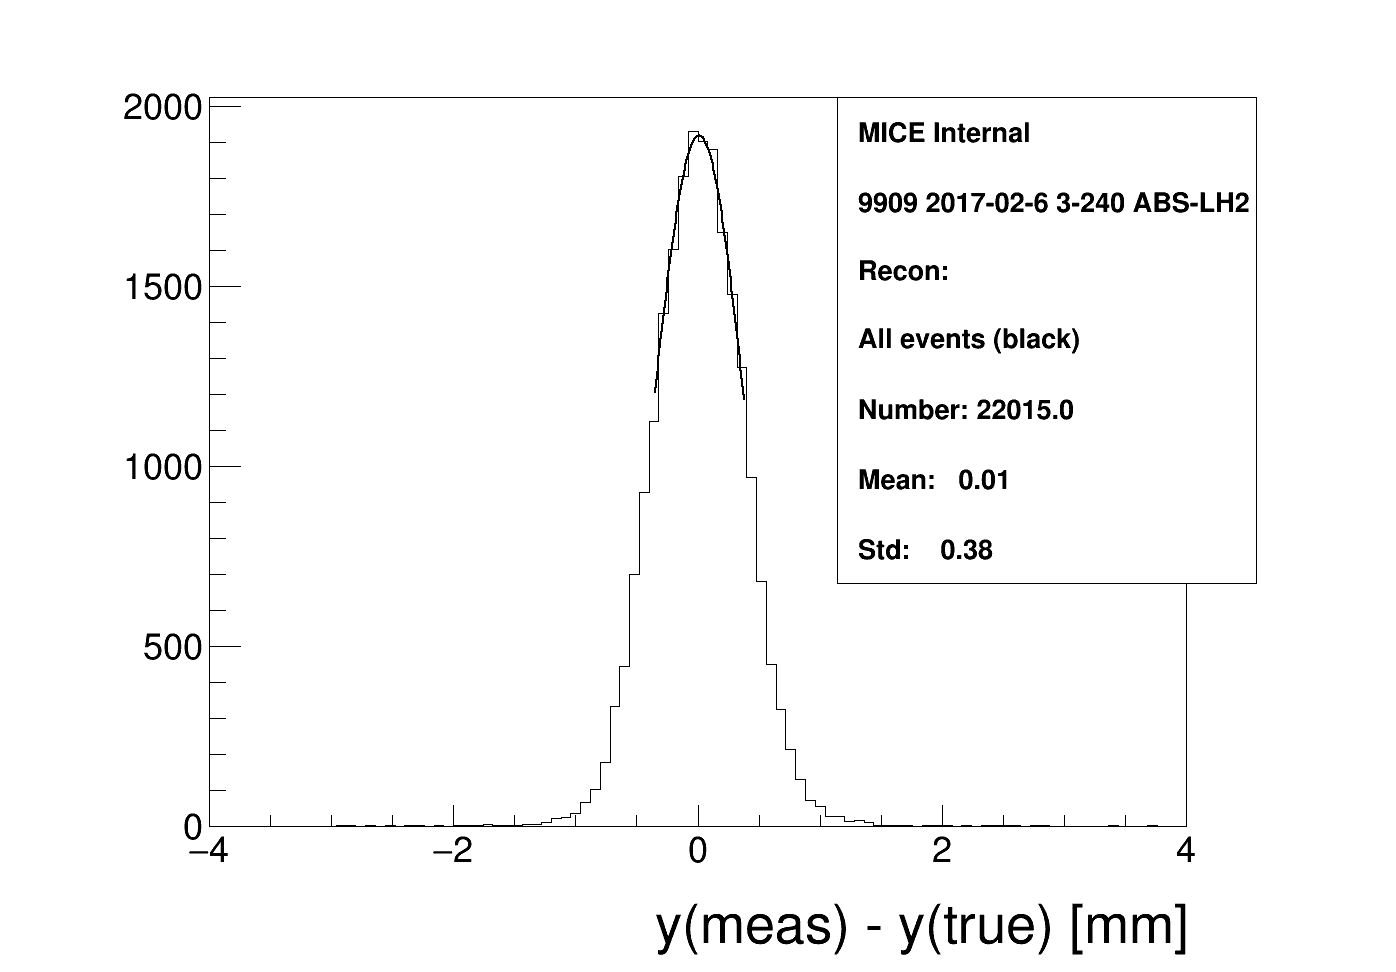 2000
1500
1000
500
0
−4
−2
0
2
4
y(meas) - y(true) [mm]
MICE Internal
9909 2017-02-6 3-240 ABS-LH2
Recon:
All events (black)
Number: 22015.0
Mean: 0.01
Std: 0.38